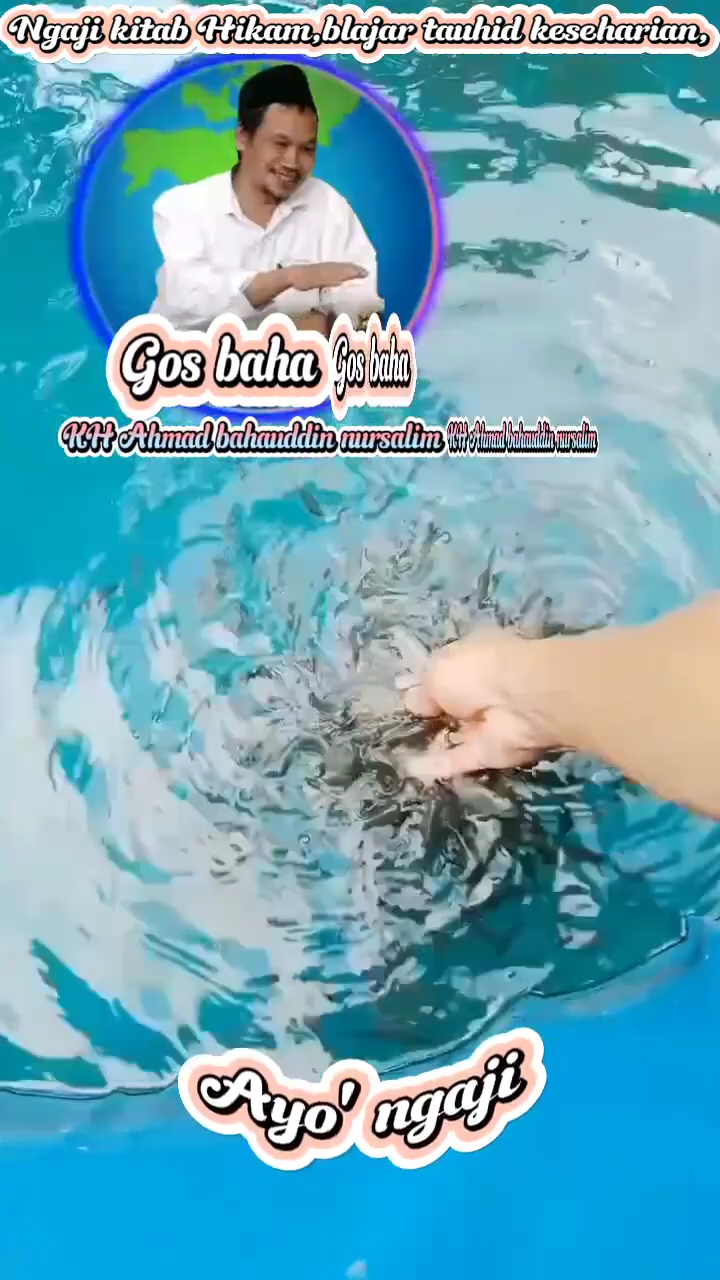 Ngaji kitab Hikam,blajar tauhid keseharian,
Gos baha Gos baha
KH Ahmad bahauddin nursalim KH Ahmad bahauddin nursalim
Ayo' ngaji